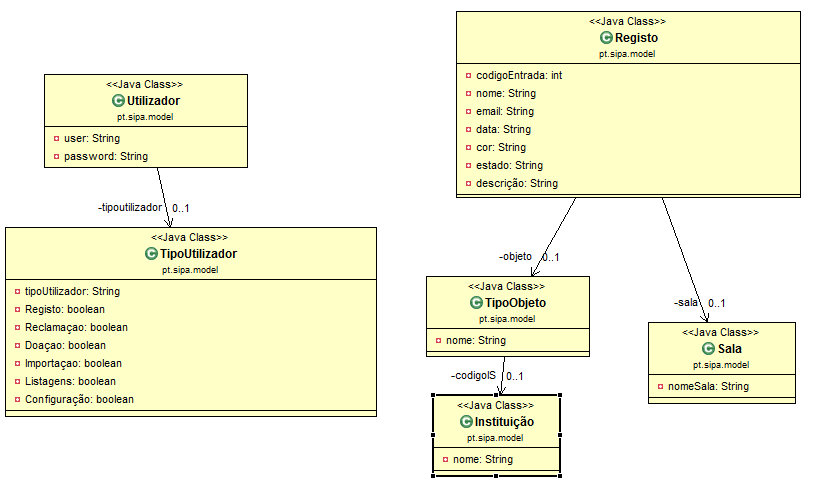 <<Java Class>>
Utilizador
pt.sipa.model
user: String
password: String
-tipoutilizador
0..1
<<Java Class>>
TipoUtilizador
pt.sipa.model
tipoUtilizador: String
Registo: boolean
Reclamaçao: boolean
Doaçao: boolean
Importaçao: boolean
Listagens: boolean
Configuração: boolean
<<Java Class>>
Registo
pt.sipa.model
codigoEntrada: int
nome: String
email: String
data: String
cor: String
estado: String
descrição: String
-objeto
0..1
<<Java Class>>
TipoObjeto
pt.sipa.model
nome: String
-codigoIS
0..1
<<Java Class>>
Instituição
pt.sipa.model
nome: String
-sala
0..1
<<Java Class>>
Sala
pt.sipa.model
nomeSala: String